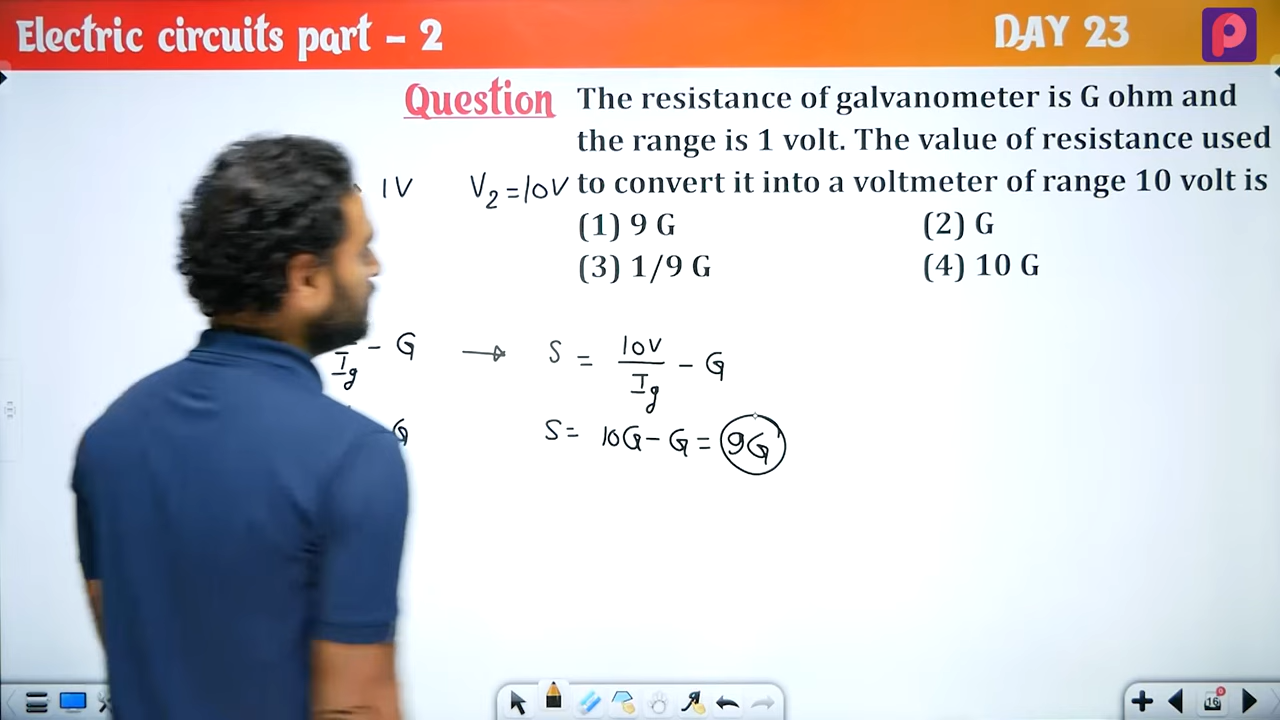 Electric circuits part - 2
DAY 23
Question The resistance of galvanometer is G ohm and
the range is 1 volt. The value of resistance used
to convert it into a voltmeter of range 10 volt is
1V V₂=10V
(1) 9 G (2) G
(3) 1/9 G (4) 10 G
Ig - G → S = 10V/Ig - G
G S= 10G-G = 9G
16